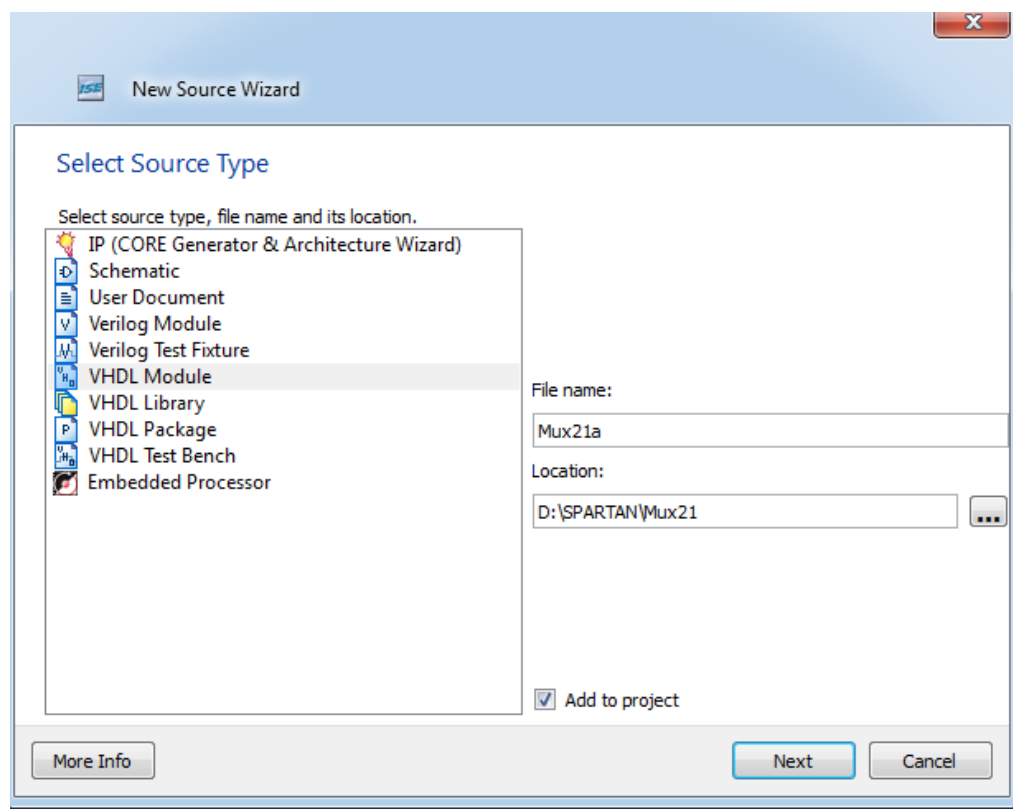 ISE New Source Wizard
Select Source Type
Select source type, file name and its location.
IP (CORE Generator & Architecture Wizard)
Schematic
User Document
Verilog Module
Verilog Test Fixture
VHDL Module
VHDL Library
VHDL Package
VHDL Test Bench
Embedded Processor
File name:
Mux21a
Location:
D:\SPARTAN\Mux21
...
Add to project
More Info
Next
Cancel